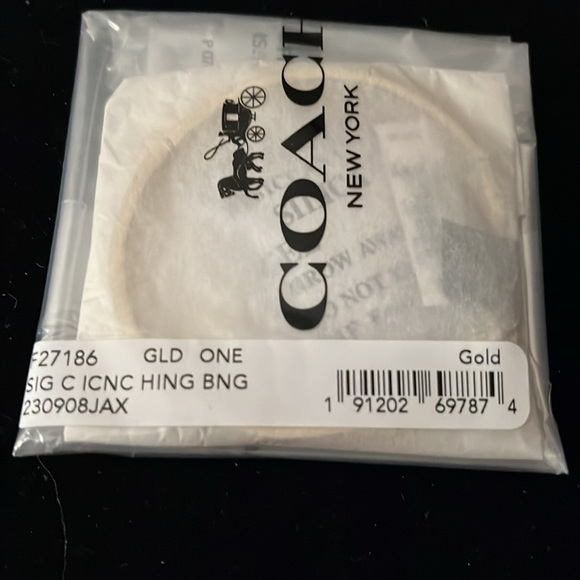 COACH
NEW YORK
F27186 GLD ONE Gold
SIG C ICNC HING BNG
230908JAX
1 91202 69787 4